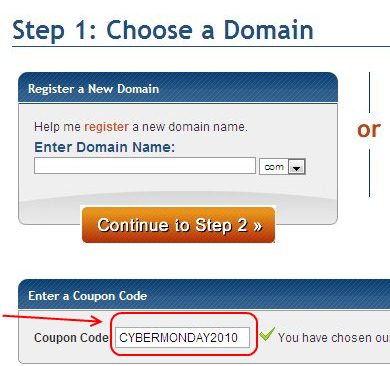 Step 1: Choose a Domain
Register a New Domain
Help me register a new domain name.
Enter Domain Name:
com
or
Continue to Step 2 »
Enter a Coupon Code
Coupon Code CYBERMONDAY2010 You have chosen ou